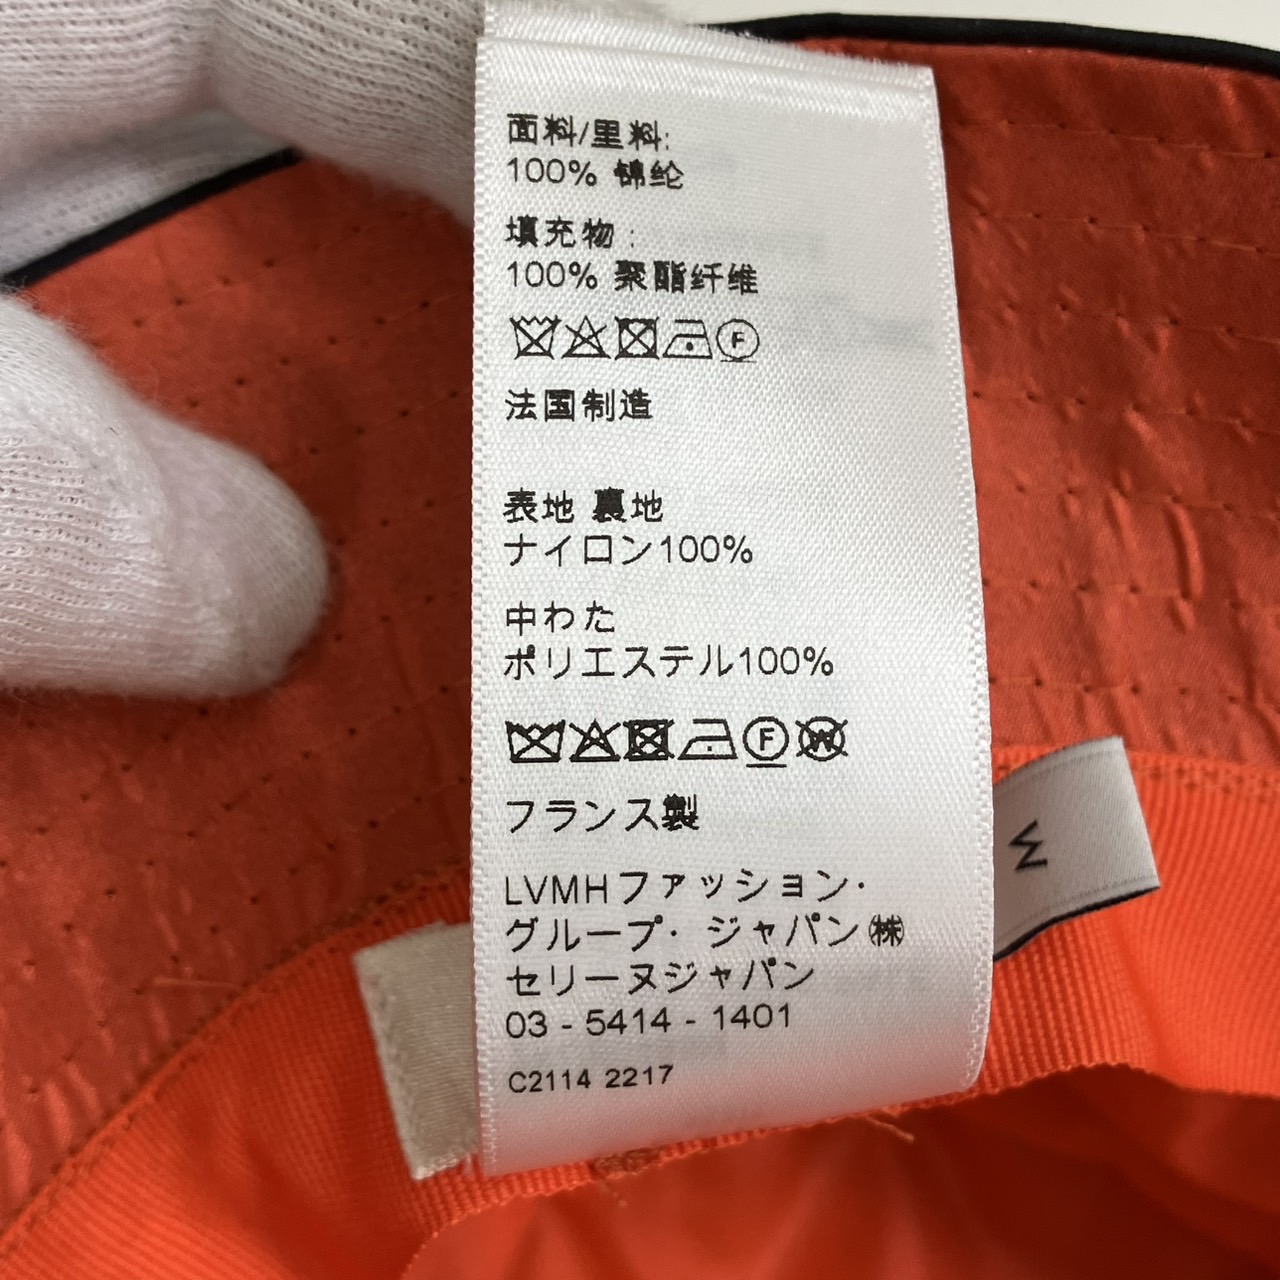 面料/里料:
100% 锦纶
填充物 :
100% 聚酯纤维
F
法国制造
表地 裏地
ナイロン100%
中わた
ポリエステル100%
F W
フランス製
LVMHファッション·
グループ· ジャパン㈱
セリーヌジャパン
03 - 5414 - 1401
C2114 2217
M